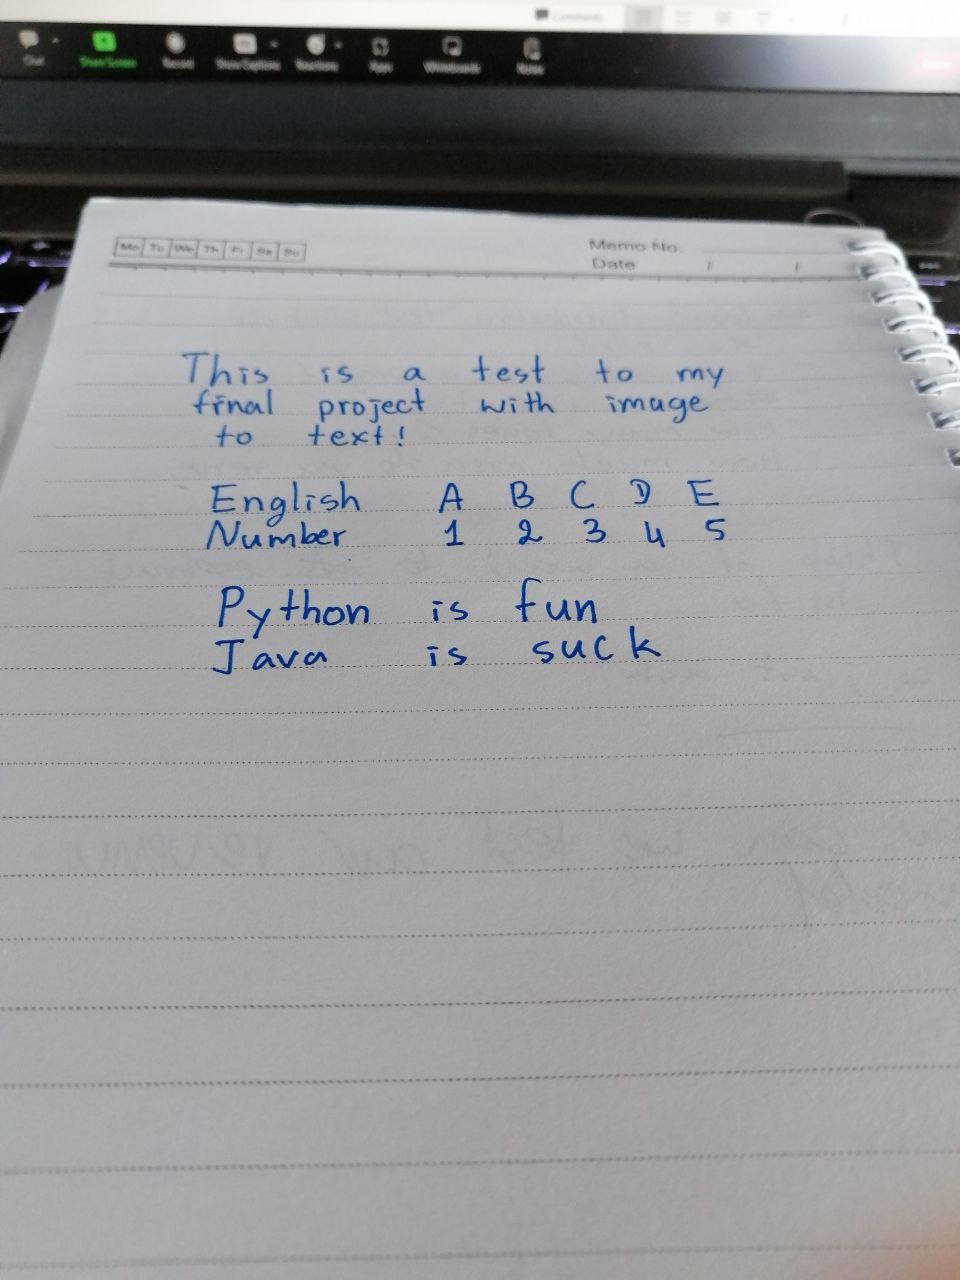 Chat Share Screen Record Show Captions Reactions Apps Whiteboards Notes
Mo Tu We Th Fr Sa Su
Memo No.
Date / /
This is a test to my
final project with image
to text!
English A B C D E
Number 1 2 3 4 5
Python is fun
Java is suck